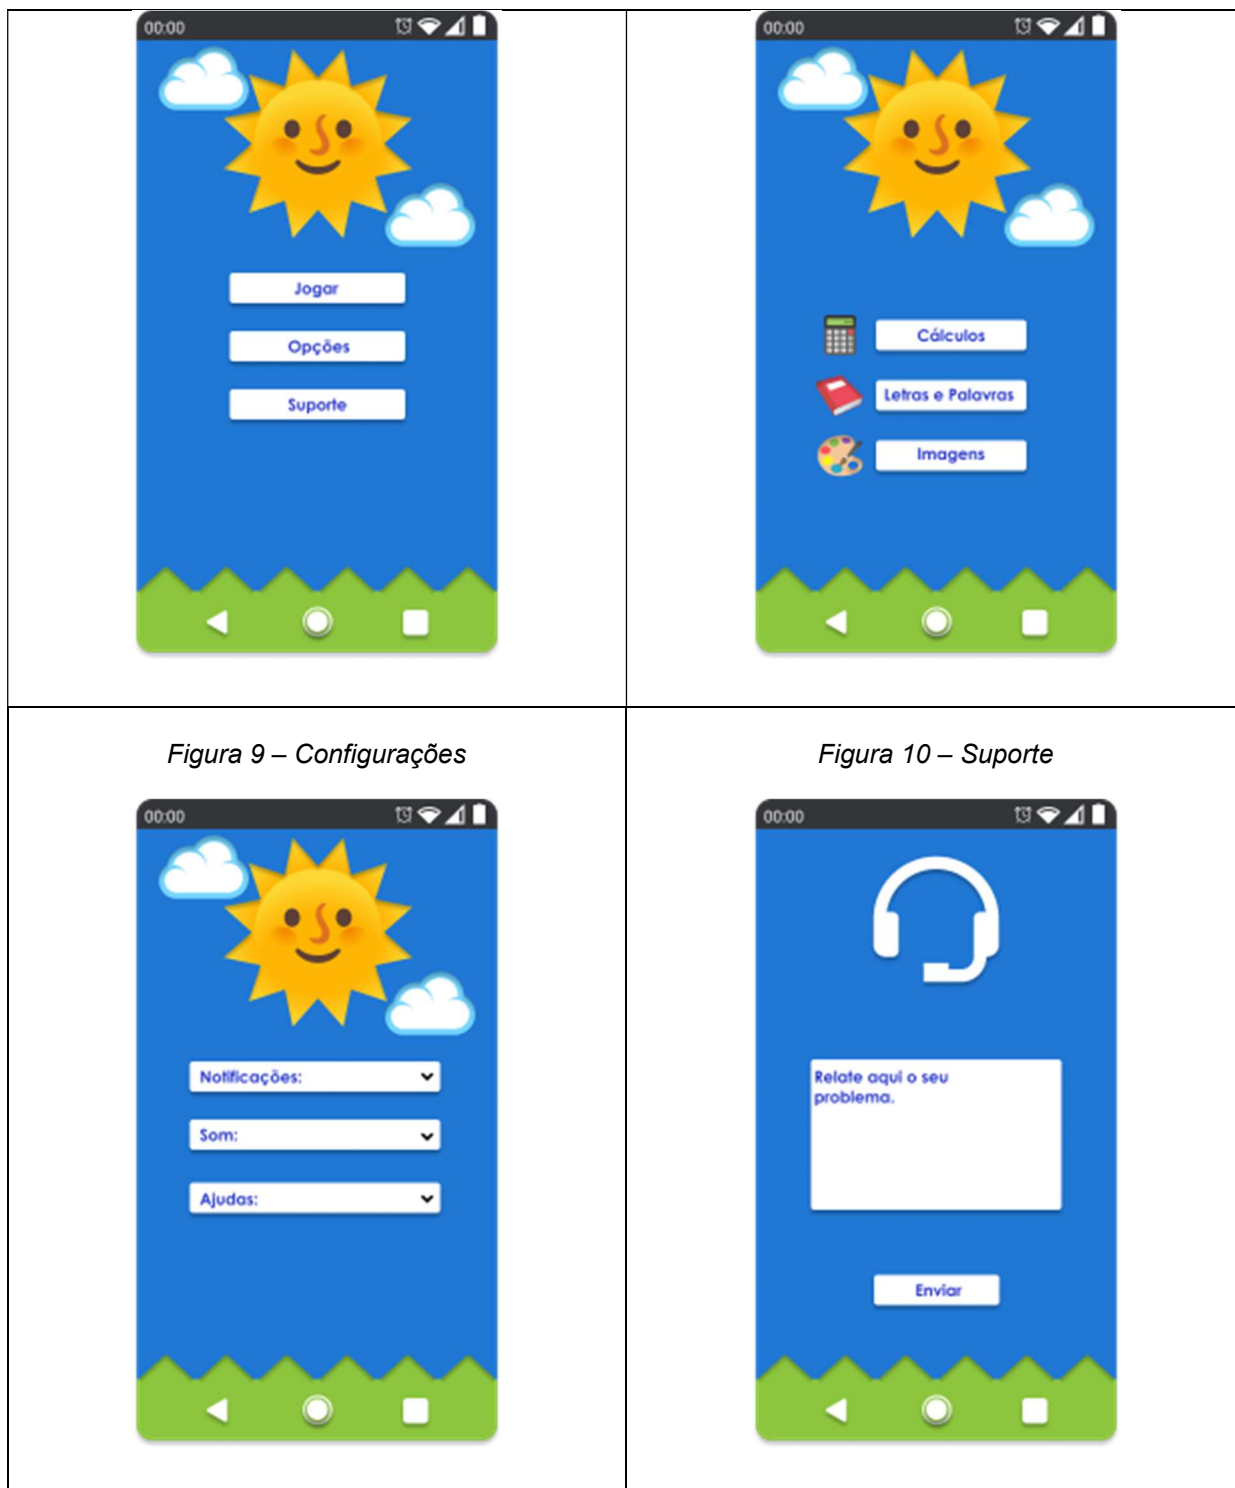 00:00
Jogar
Opções
Suporte
00:00
Cálculos
Letras e Palavras
Imagens
Figura 9 – Configurações
00:00
Notificações:
Som:
Ajudas:
Figura 10 – Suporte
00:00
Relate aqui o seu
problema.
Enviar